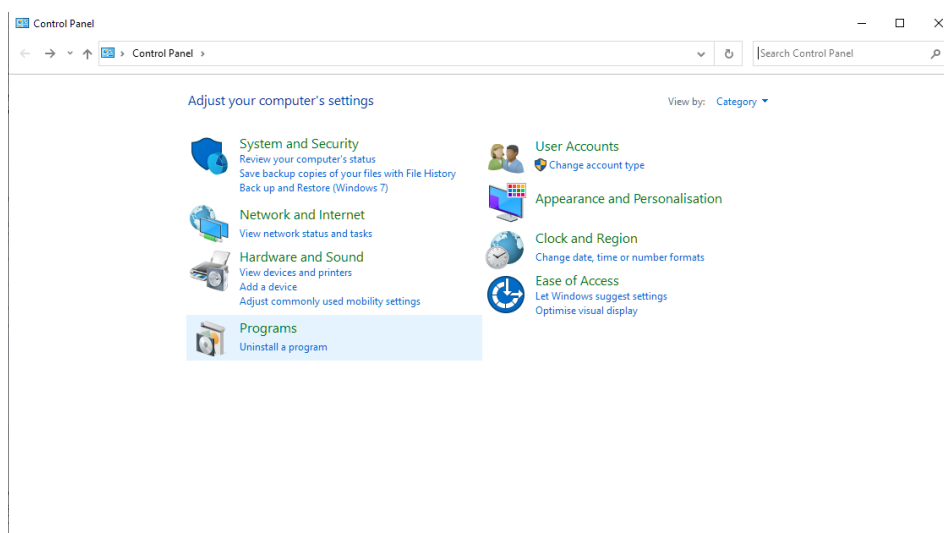 Control Panel
Control Panel
Search Control Panel
Adjust your computer's settings
View by: Category
System and Security
Review your computer's status
Save backup copies of your files with File History
Back up and Restore (Windows 7)
Network and Internet
View network status and tasks
Hardware and Sound
View devices and printers
Add a device
Adjust commonly used mobility settings
Programs
Uninstall a program
User Accounts
Change account type
Appearance and Personalisation
Clock and Region
Change date, time or number formats
Ease of Access
Let Windows suggest settings
Optimise visual display